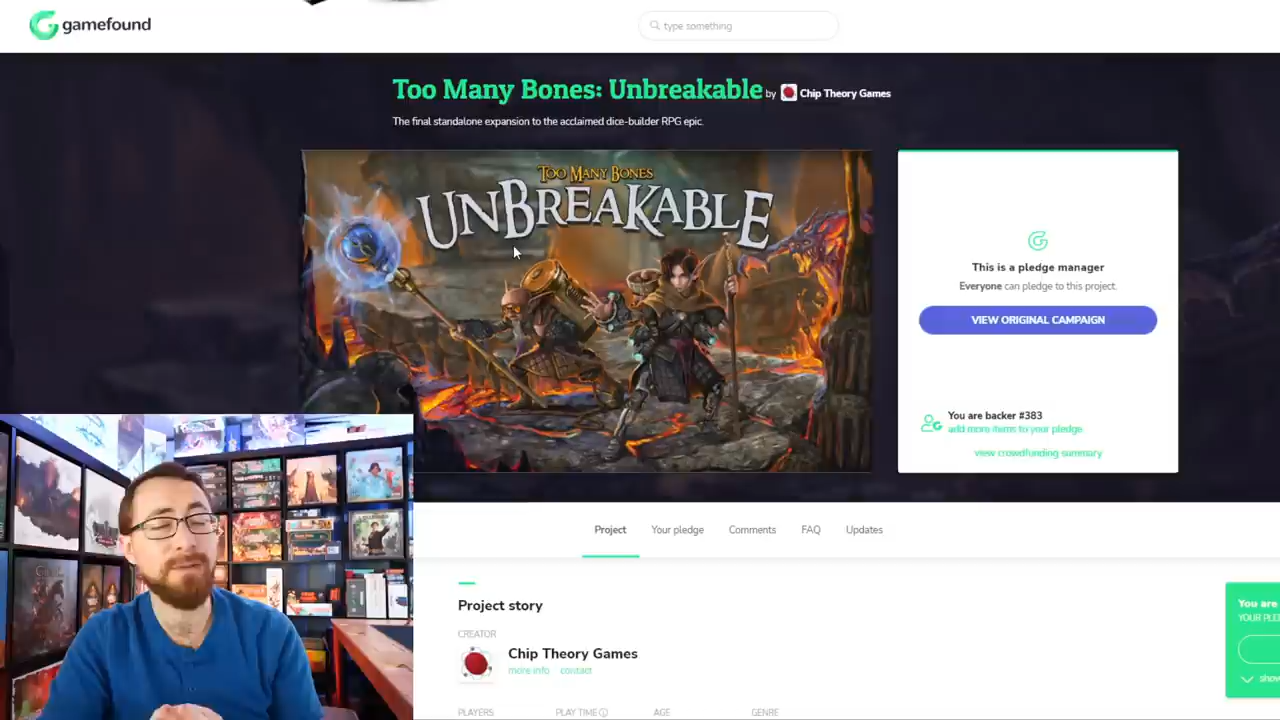 gamefound
type something
Too Many Bones: Unbreakable by Chip Theory Games
The final standalone expansion to the acclaimed dice-builder RPG epic.
TOO MANY BONES
UNBREAKABLE
This is a pledge manager
Everyone can pledge to this project.
VIEW ORIGINAL CAMPAIGN
You are backer #383
add more items to your pledge.
view crowdfunding summary
Project Your pledge Comments FAQ Updates
Project story
CREATOR
Chip Theory Games
more info contact
PLAYERS PLAY TIME AGE GENRE
You are
YOUR PLE
show